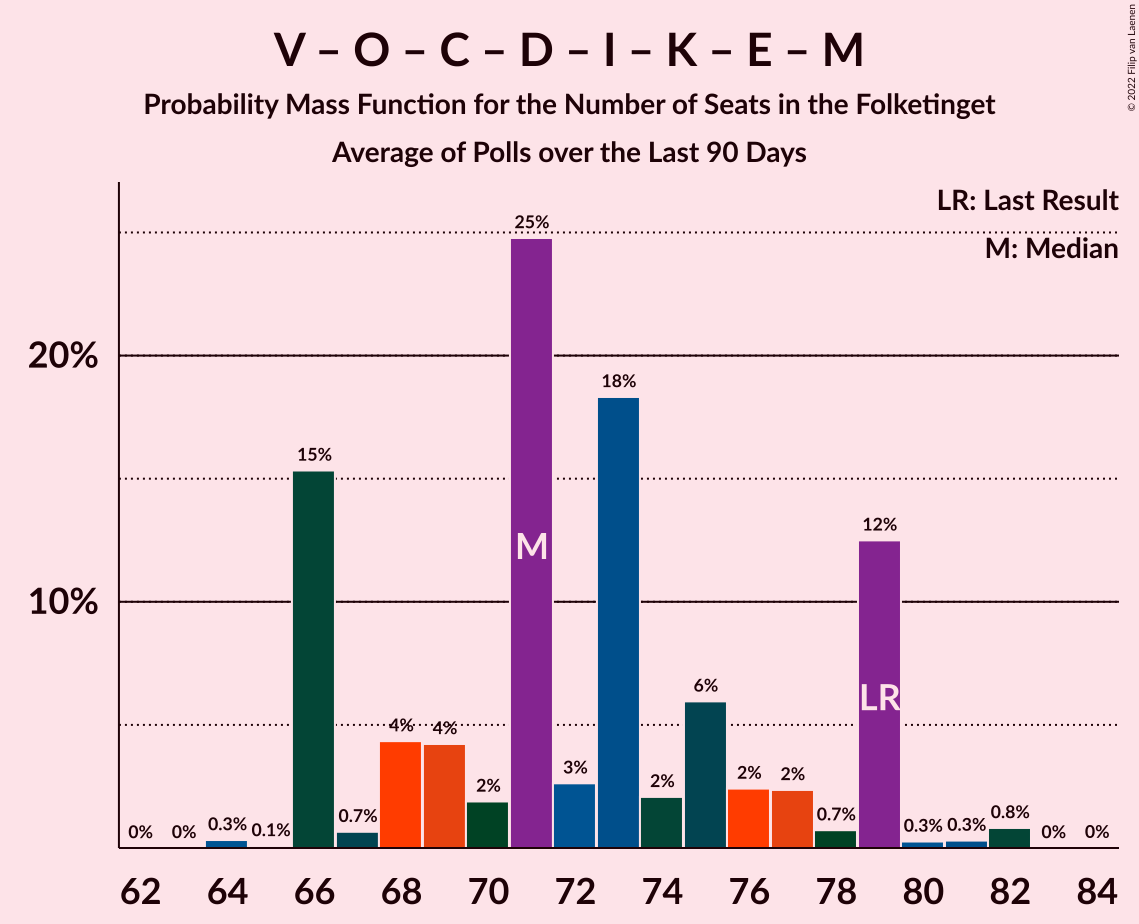 V – O – C – D – I – K – E – M
Probability Mass Function for the Number of Seats in the Folketinget
Average of Polls over the Last 90 Days
© 2022 Filip van Laenen
LR: Last Result
M: Median
20%
10%
0%
0%
0.3%
0.1%
15%
0.7%
4%
4%
2%
25%
3%
18%
2%
6%
2%
2%
0.7%
12%
0.3%
0.3%
0.8%
0%
0%
M
LR
62 64 66 68 70 72 74 76 78 80 82 84